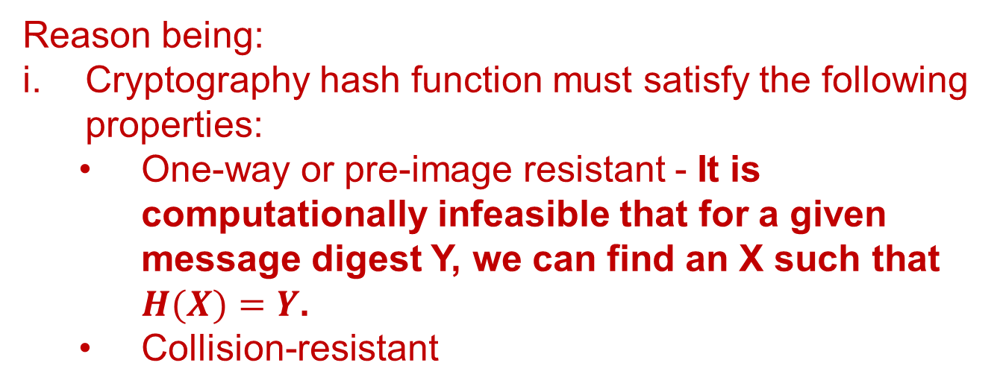 Reason being:
i. Cryptography hash function must satisfy the following
properties:
• One-way or pre-image resistant - It is
computationally infeasible that for a given
message digest Y, we can find an X such that
H(X) = Y.
• Collision-resistant